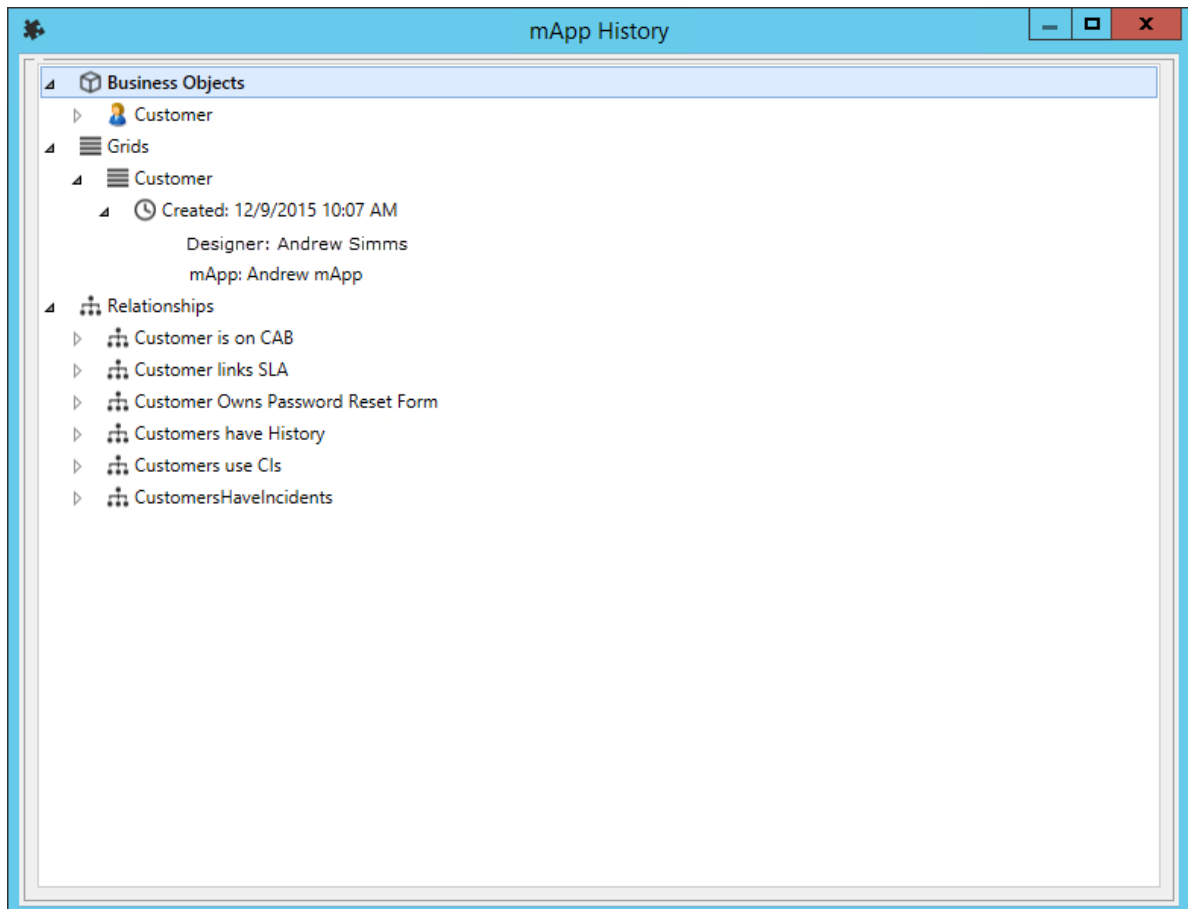 mApp History
Business Objects
Customer
Grids
Customer
Created: 12/9/2015 10:07 AM
Designer: Andrew Simms
mApp: Andrew mApp
Relationships
Customer is on CAB
Customer links SLA
Customer Owns Password Reset Form
Customers have History
Customers use CIs
CustomersHaveIncidents